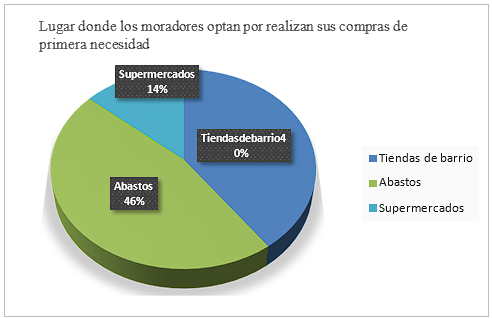 Lugar donde los moradores optan por realizan sus compras de
primera necesidad
Supermercados
14%
Tiendasdebarrio4
0%
Abastos
46%
Tiendas de barrio
Abastos
Supermercados